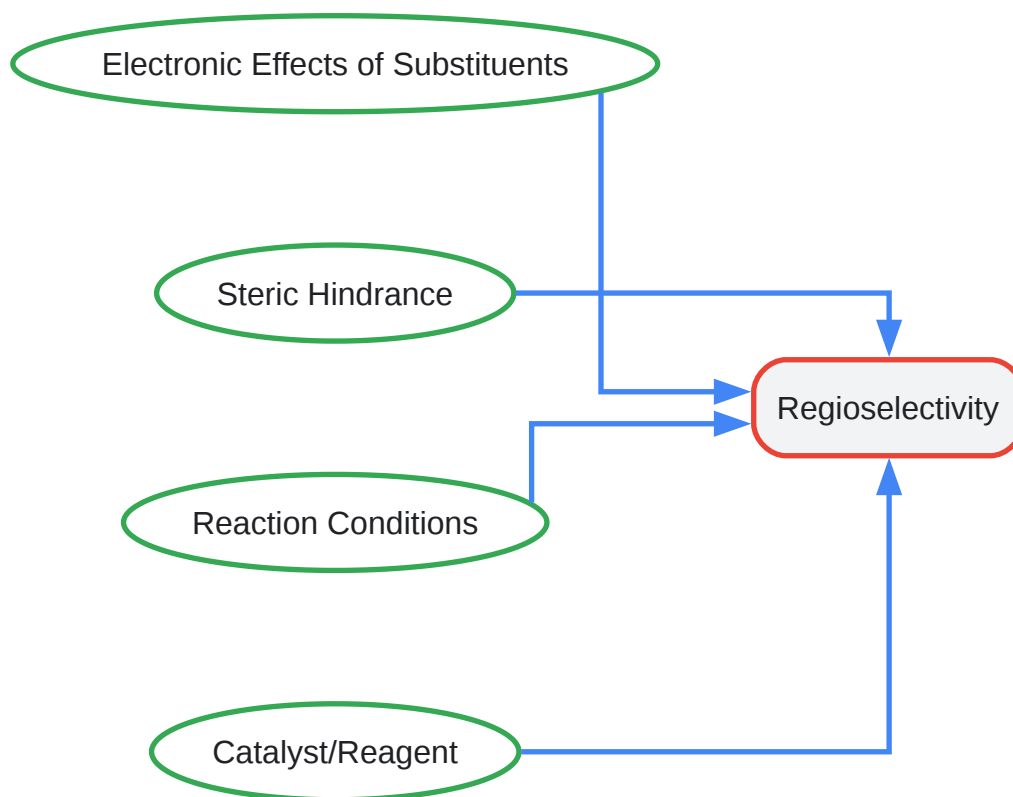 Electronic Effects of Substituents
Steric Hindrance
Regioselectivity
Reaction Conditions
Catalyst/Reagent